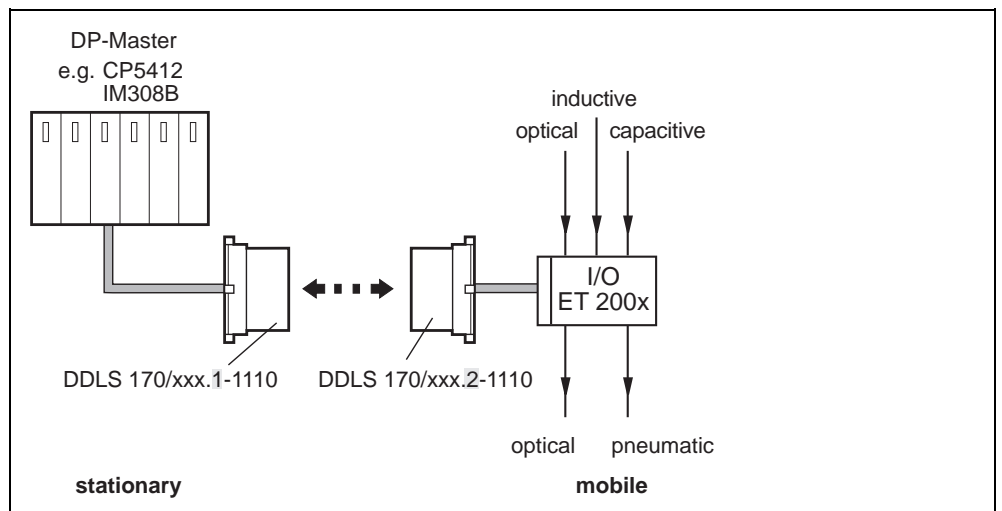 DP-Master
e.g. CP5412
IM308B
inductive
optical capacitive
I/O
ET 200x
DDLS 170/xxx.1-1110 DDLS 170/xxx.2-1110
optical pneumatic
stationary mobile